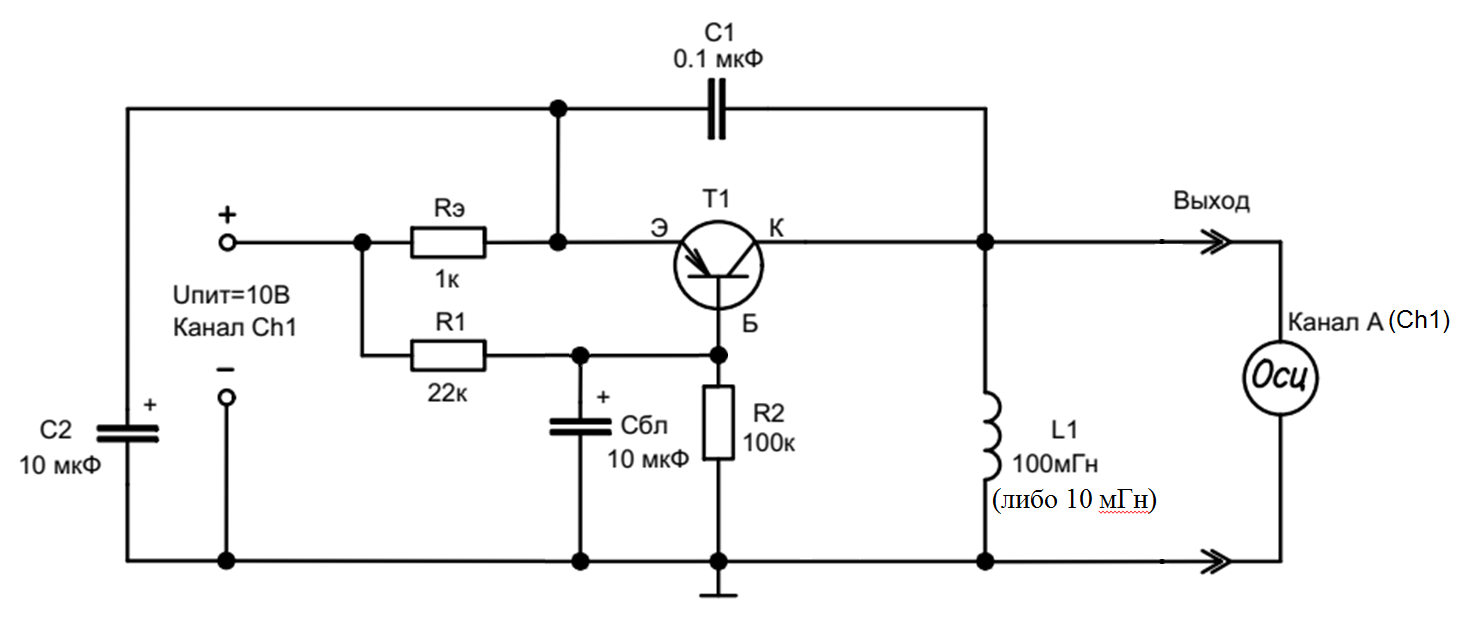 C1
0.1 мкФ
T1
Выход
+
Rэ
Э
К
1к
Uпит=10В
Канал Ch1
R1
Б
Канал А (Ch1)
–
22к
Осц
+
+
C2
10 мкФ
Cбл
10 мкФ
R2
100к
L1
100мГн
(либо 10 мГн)